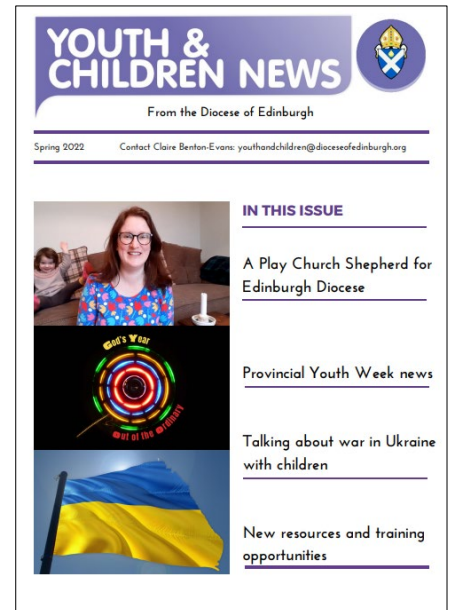 YOUTH &
CHILDREN NEWS
From the Diocese of Edinburgh
Spring 2022 Contact Claire Benton-Evans: youthandchildren@dioceseofedinburgh.org
IN THIS ISSUE
A Play Church Shepherd for
Edinburgh Diocese
God's Year
Out of the Ordinary
Provincial Youth Week news
Talking about war in Ukraine
with children
New resources and training
opportunities